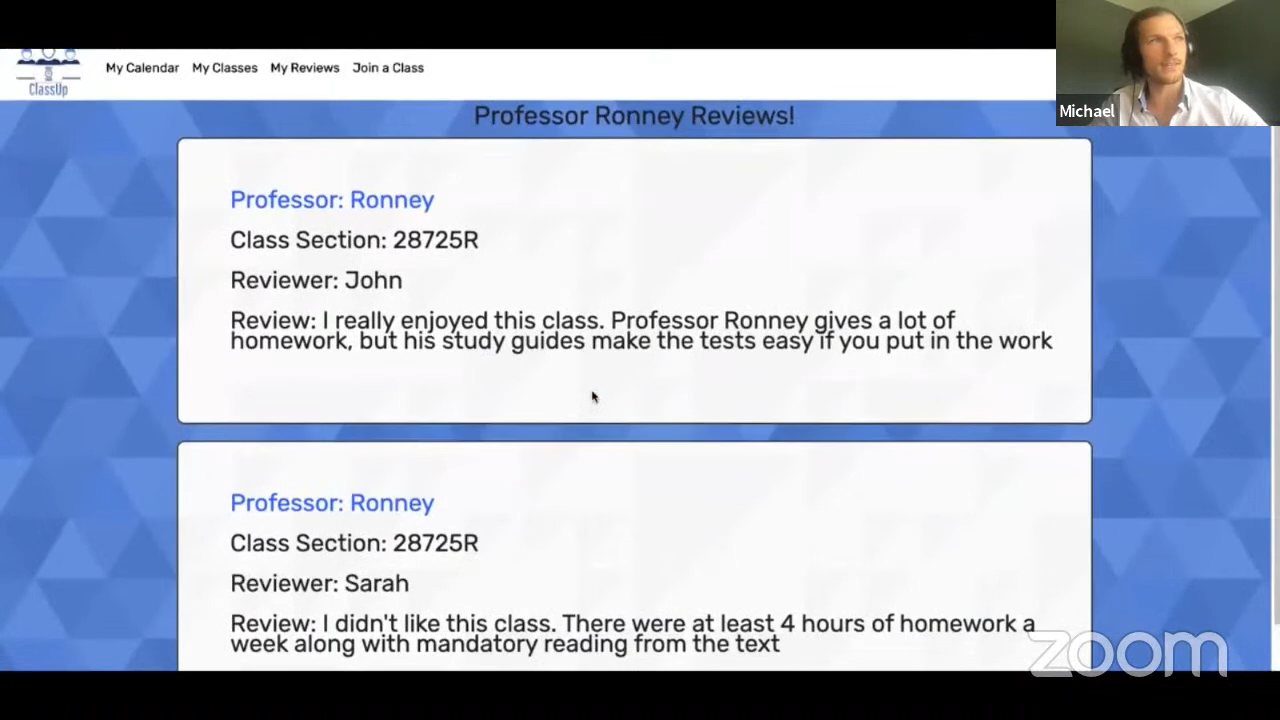 ClassUp
My Calendar My Classes My Reviews Join a Class
Michael
Professor Ronney Reviews!
Professor: Ronney
Class Section: 28725R
Reviewer: John
Review: I really enjoyed this class. Professor Ronney gives a lot of
homework, but his study guides make the tests easy if you put in the work
Professor: Ronney
Class Section: 28725R
Reviewer: Sarah
Review: I didn't like this class. There were at least 4 hours of homework a
week along with mandatory reading from the text
zoom